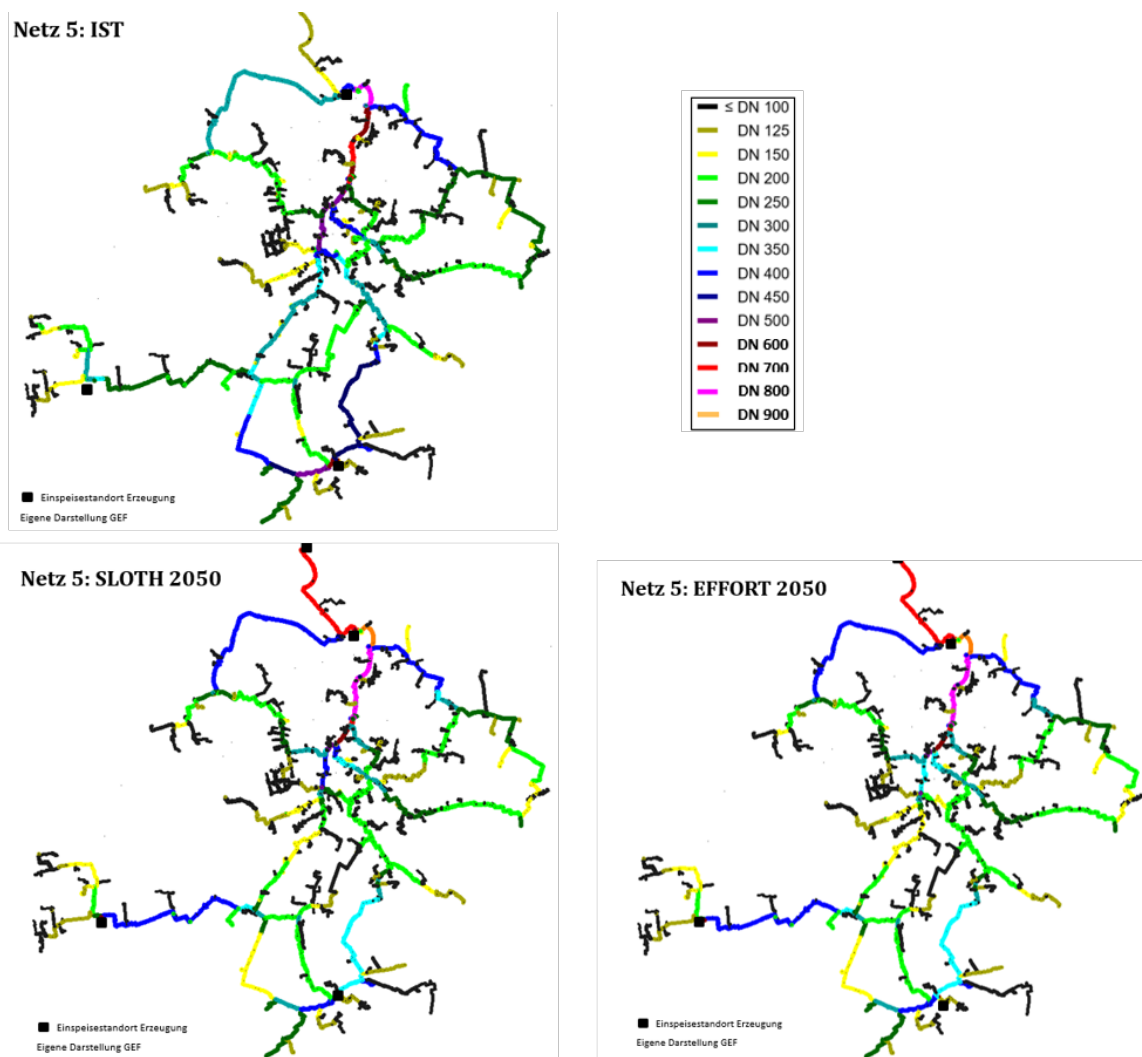 Netz 5: IST
≤ DN 100
DN 125
DN 150
DN 200
DN 250
DN 300
DN 350
DN 400
DN 450
DN 500
DN 600
DN 700
DN 800
DN 900
Einspeisestandort Erzeugung
Eigene Darstellung GEF
Netz 5: SLOTH 2050
Einspeisestandort Erzeugung
Eigene Darstellung GEF
Netz 5: EFFORT 2050
Einspeisestandort Erzeugung
Eigene Darstellung GEF